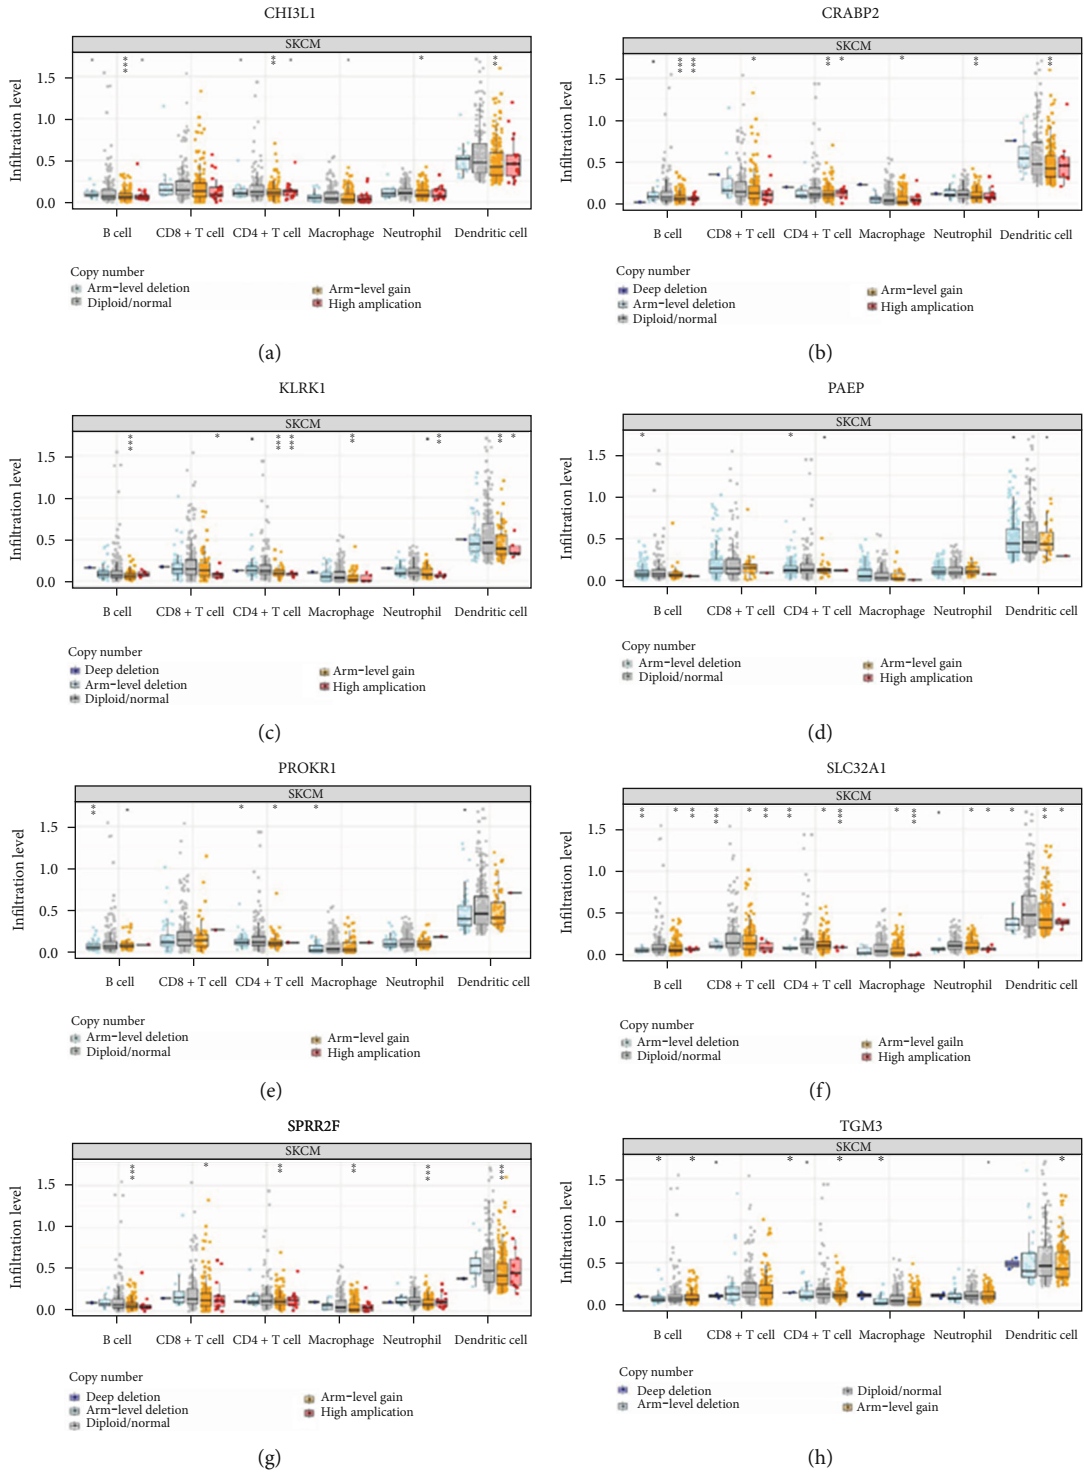 CHI3L1
SKCM
Infiltration level
1.5
1.0
0.5
0.0
B cell CD8 + T cell CD4 + T cell Macrophage Neutrophil Dendritic cell
Copy number
Arm-level deletion
Diploid/normal
Arm-level gain
High amplication
(a)
CRABP2
SKCM
Infiltration level
1.5
1.0
0.5
0.0
B cell CD8 + T cell CD4 + T cell Macrophage Neutrophil Dendritic cell
Copy number
Deep deletion
Arm-level deletion
Diploid/normal
Arm-level gain
High amplication
(b)
KLRK1
SKCM
Infiltration level
1.5
1.0
0.5
0.0
B cell CD8 + T cell CD4 + T cell Macrophage Neutrophil Dendritic cell
Copy number
Deep deletion
Arm-level deletion
Diploid/normal
Arm-level gain
High amplication
(c)
PAEP
SKCM
Infiltration level
1.5
1.0
0.5
0.0
B cell CD8 + T cell CD4 + T cell Macrophage Neutrophil Dendritic cell
Copy number
Arm-level deletion
Diploid/normal
Arm-level gain
High amplication
(d)
PROKR1
SKCM
Infiltration level
1.5
1.0
0.5
0.0
B cell CD8 + T cell CD4 + T cell Macrophage Neutrophil Dendritic cell
Copy number
Arm-level deletion
Diploid/normal
Arm-level gain
High amplication
(e)
SLC32A1
SKCM
Infiltration level
1.5
1.0
0.5
0.0
B cell CD8 + T cell CD4 + T cell Macrophage Neutrophil Dendritic cell
Copy number
Arm-level deletion
Diploid/normal
Arm-level gailn
High amplication
(f)
SPRR2F
SKCM
Infiltration level
1.5
1.0
0.5
0.0
B cell CD8 + T cell CD4 + T cell Macrophage Neutrophil Dendritic cell
Copy number
Deep deletion
Arm-level deletion
Diploid/normal
Arm-level gain
High amplication
(g)
TGM3
SKCM
Infiltration level
1.5
1.0
0.5
0.0
B cell CD8 + T cell CD4 + T cell Macrophage Neutrophil Dendritic cell
Copy number
Deep deletion
Arm-level deletion
Diploid/normal
Arm-level gain
(h)